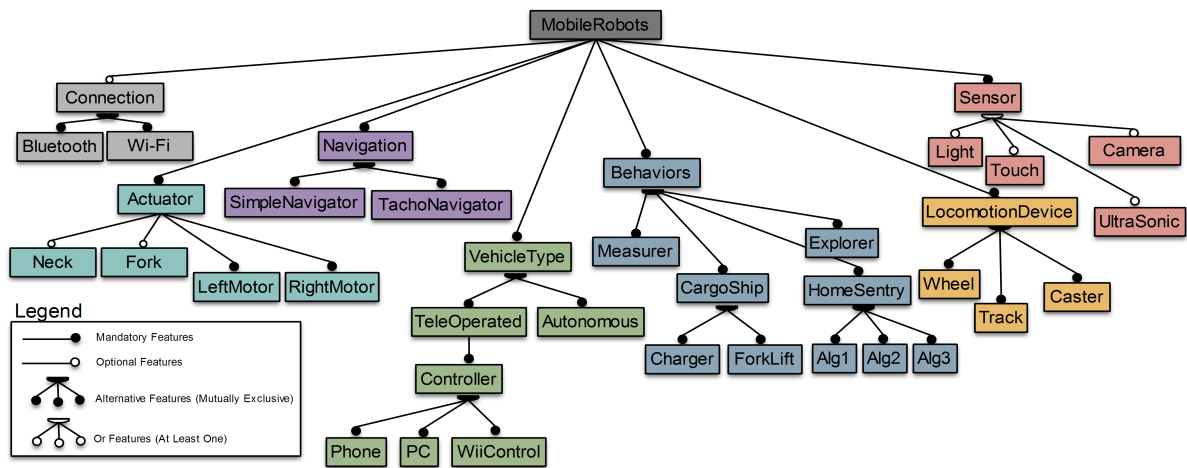 MobileRobots
Connection
Sensor
Bluetooth
Wi-Fi
Navigation
Light
Touch
Camera
Behaviors
Actuator
SimpleNavigator
TachoNavigator
LocomotionDevice
UltraSonic
Neck
Fork
LeftMotor
RightMotor
VehicleType
Measurer
Explorer
CargoShip
HomeSentry
Wheel
Track
Caster
TeleOperated
Autonomous
Charger
ForkLift
Alg1
Alg2
Alg3
Controller
Phone
PC
WiiControl
Legend
Mandatory Features
Optional Features
Alternative Features (Mutually Exclusive)
Or Features (At Least One)